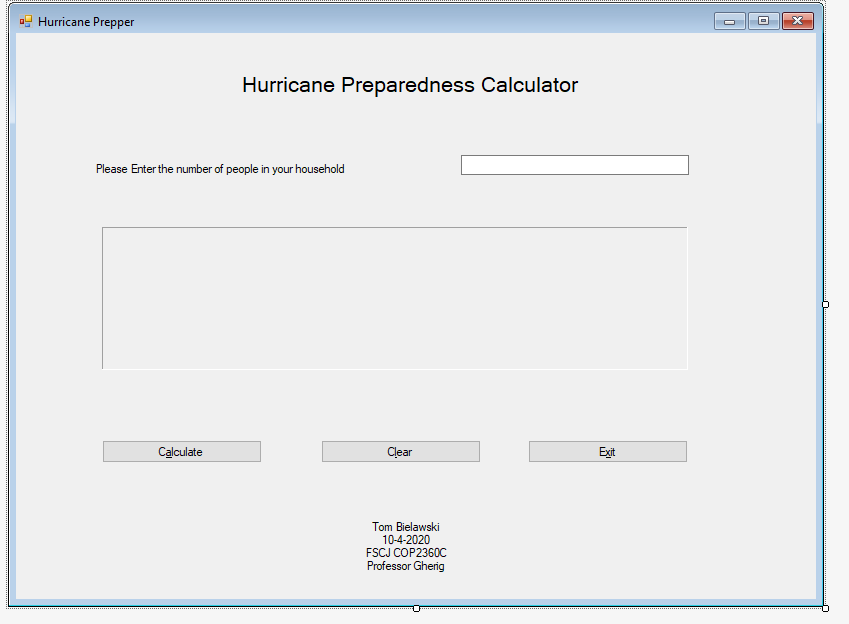 Hurricane Prepper
Hurricane Preparedness Calculator
Please Enter the number of people in your household
Calculate
Clear
Exit
Tom Bielawski
10-4-2020
FSCJ COP2360C
Professor Gherig